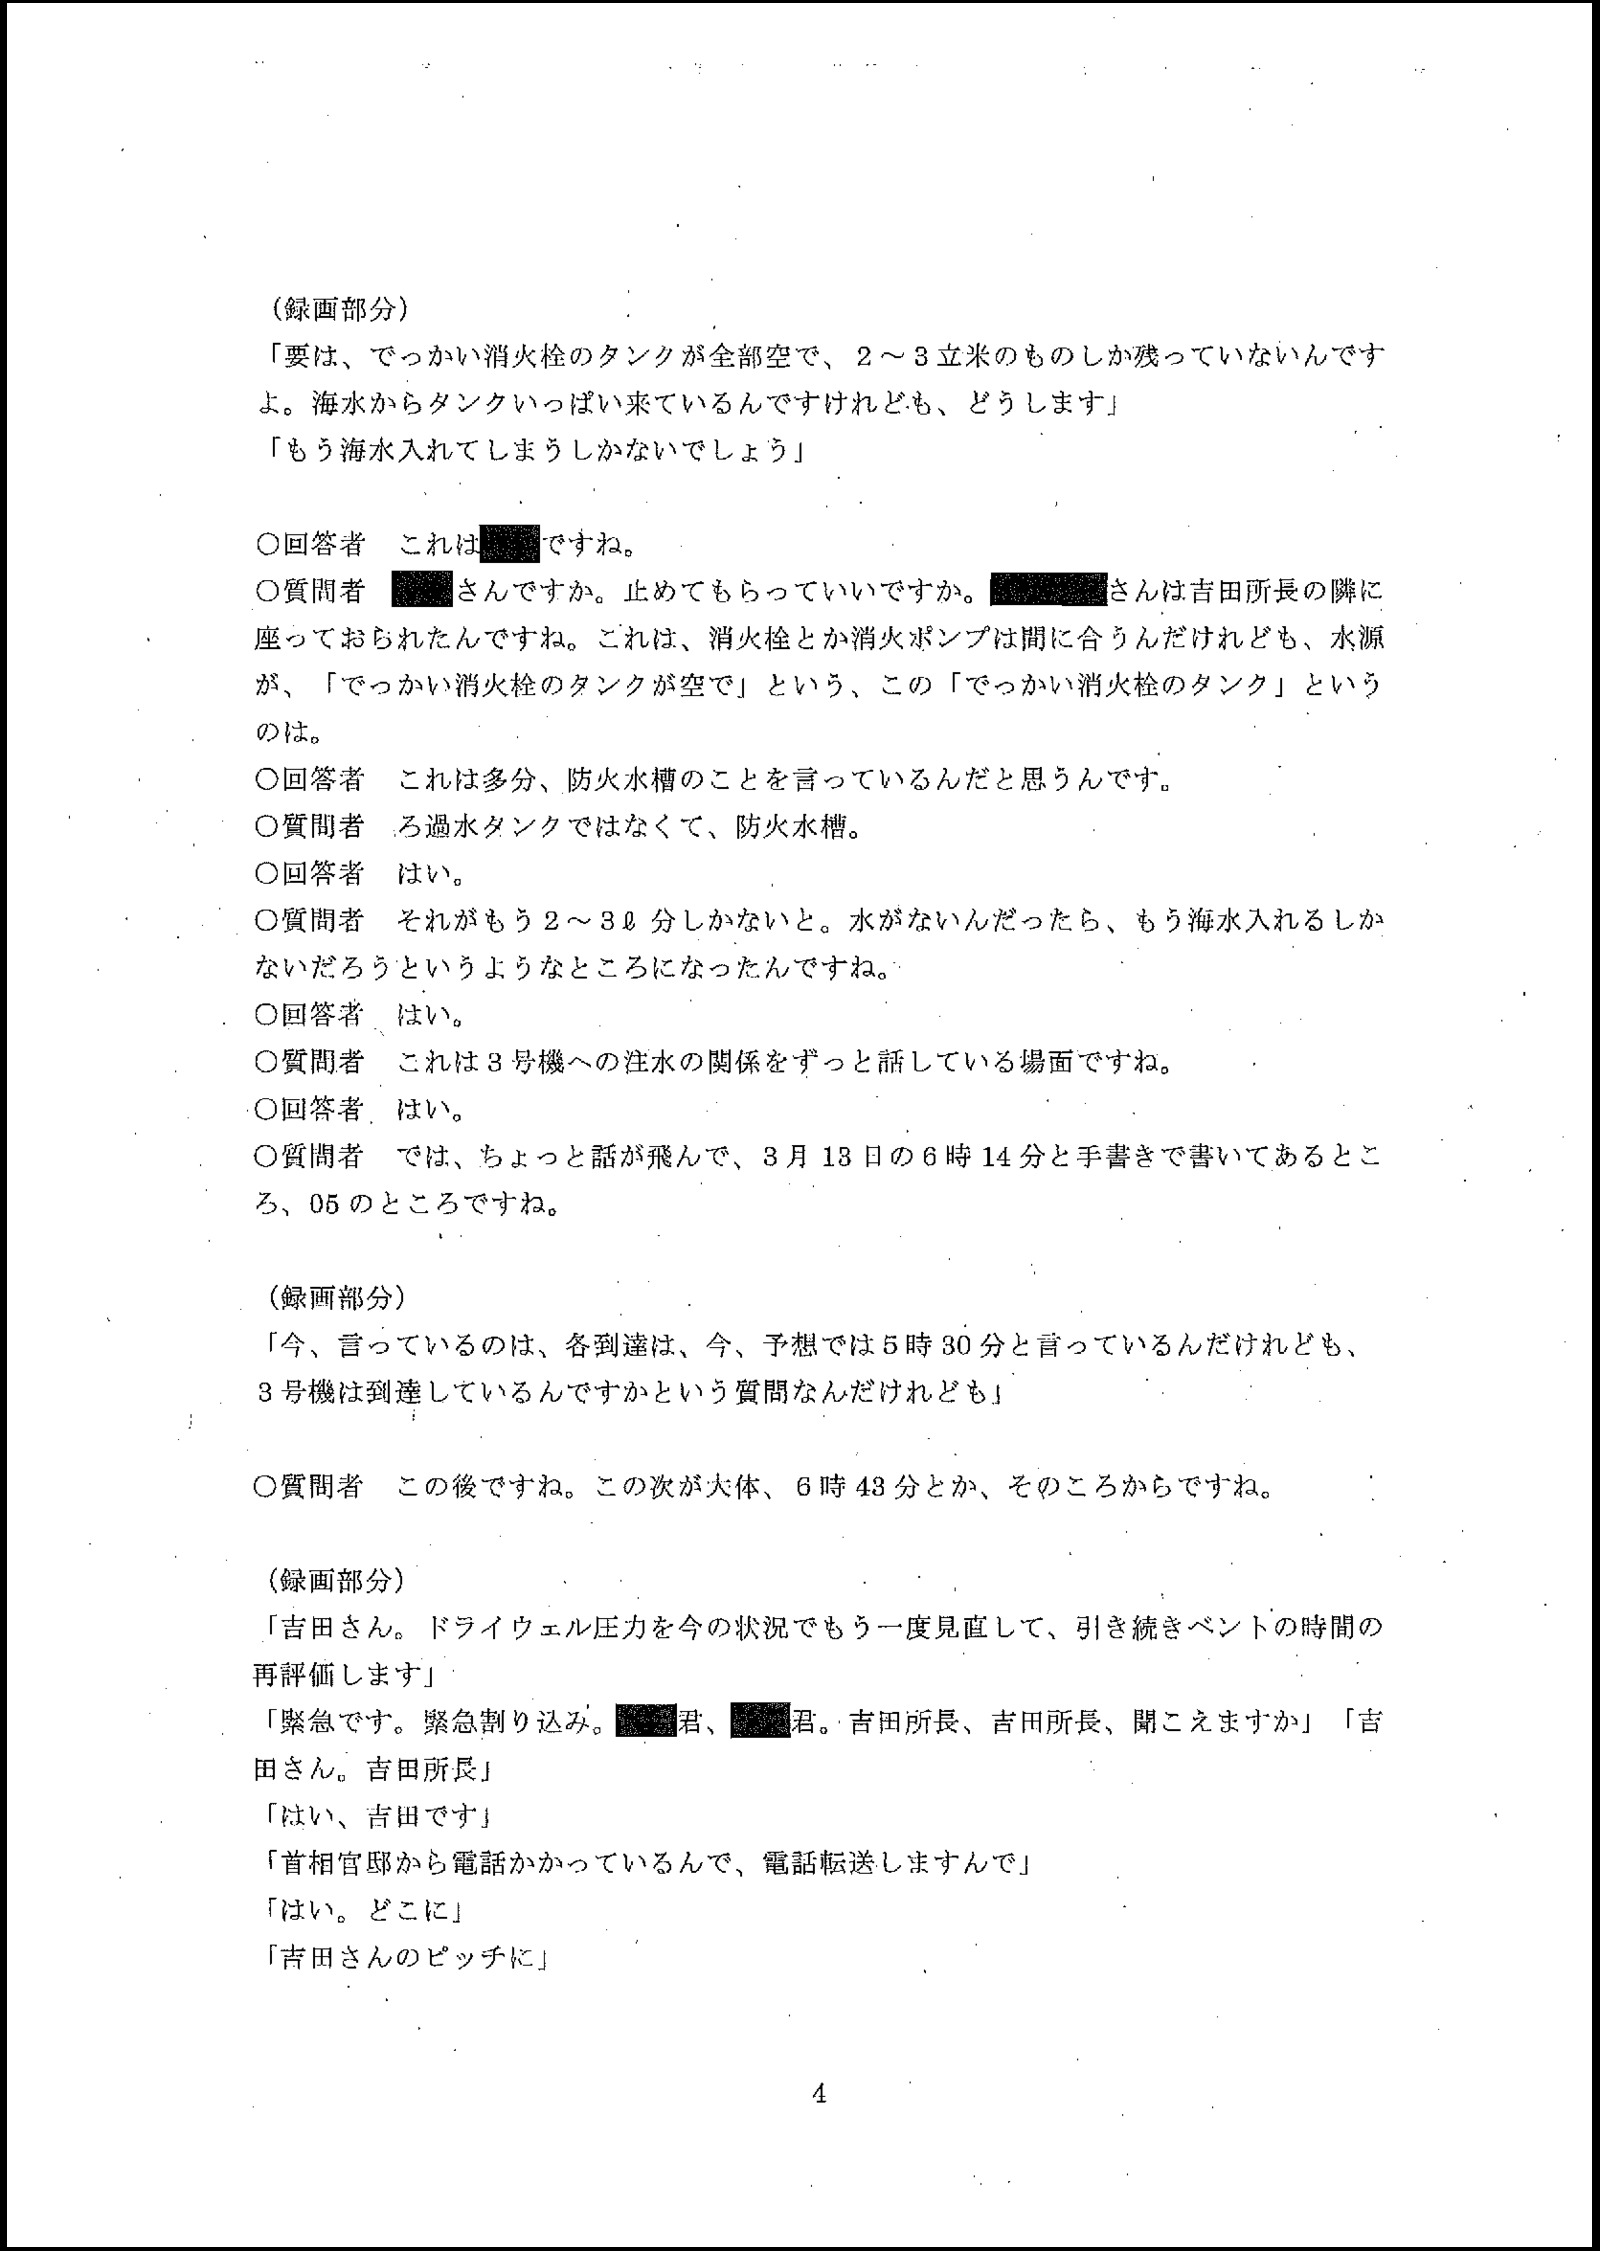 （録画部分）
「要は、でっかい消火栓のタンクが全部空で、２～３立米のものしか残っていないんです
よ。海水からタンクいっぱい来ているんですけれども、どうします」
「もう海水入れてしまうしかないでしょう」
○回答者　これは　ですね。
○質問者　さんですか。止めてもらっていいですか。　さんは吉田所長の隣に
座っておられたんですね。これは、消火栓とか消火ポンプは間に合うんだけれども、水源
が、「でっかい消火栓のタンクが空で」という、この「でっかい消火栓のタンク」という
のは。
○回答者　これは多分、防火水槽のことを言っているんだと思うんです。
○質問者　ろ過水タンクではなくて、防火水槽。
○回答者　はい。
○質問者　それがもう２～３ℓ 分しかないと。水がないんだったら、もう海水入れるしか
ないだろうというようなところになったんですね。
○回答者　はい。
○質問者　これは３号機への注水の関係をずっと話している場面ですね。
○回答者　はい。
○質問者　では、ちょっと話が飛んで、３月 13 日の６時 14 分と手書きで書いてあるとこ
ろ、05 のところですね。
（録画部分）
「今、言っているのは、各到達は、今、予想では５時 30 分と言っているんだけれども、
３号機は到達しているんですかという質問なんだけれども」
○質問者　この後ですね。この次が大体、６時 43 分とか、そのころからですね。
（録画部分）
「吉田さん。ドライウェル圧力を今の状況でもう一度見直して、引き続きベントの時間の
再評価します」
「緊急です。緊急割り込み。　君、　君。吉田所長、吉田所長、聞こえますか」「吉
田さん。吉田所長」
「はい、吉田です」
「首相官邸から電話かかっているんで、電話転送しますんで」
「はい。どこに」
「吉田さんのピッチに」
4